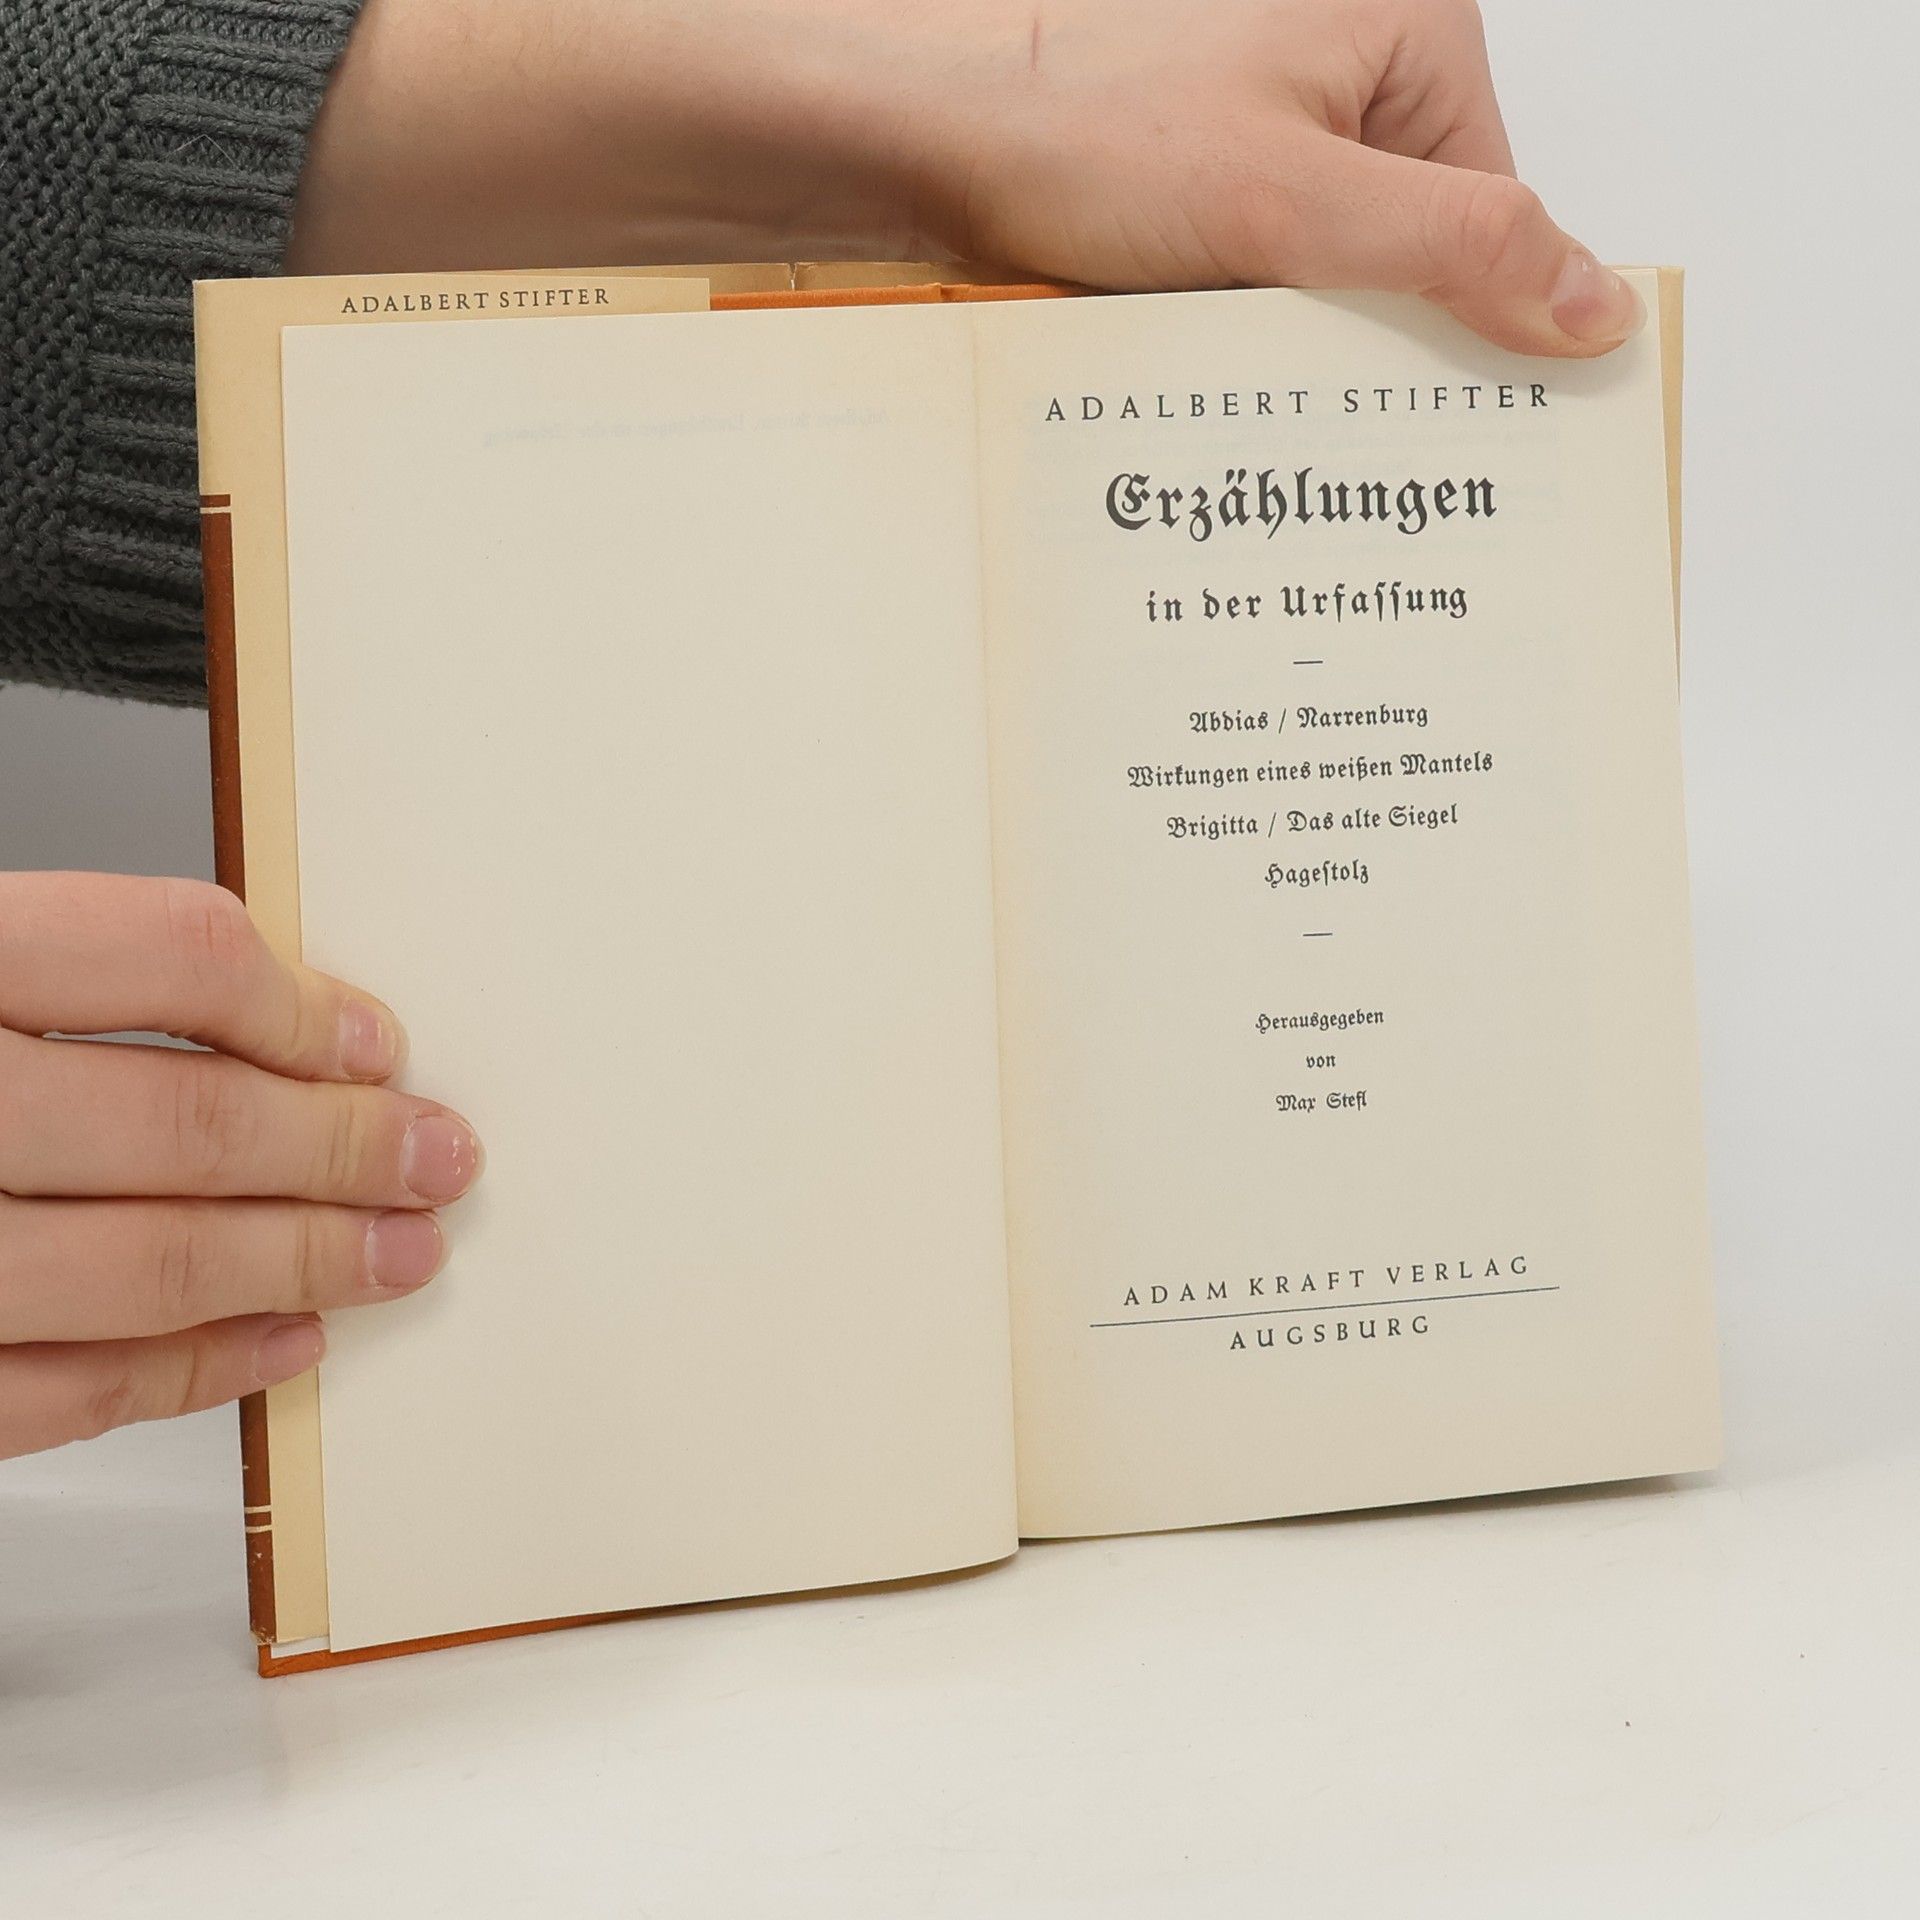 ADALBERT STIFTER
ADALBERT STIFTER
Erzählungen
in der Urfaſſung
—
Abdias / Narrenburg
Wirkungen eines weißen Mantels
Brigitta / Das alte Siegel
Hageſtolz
—
Herausgegeben
von
Max Stefl
ADAM KRAFT VERLAG
AUGSBURG